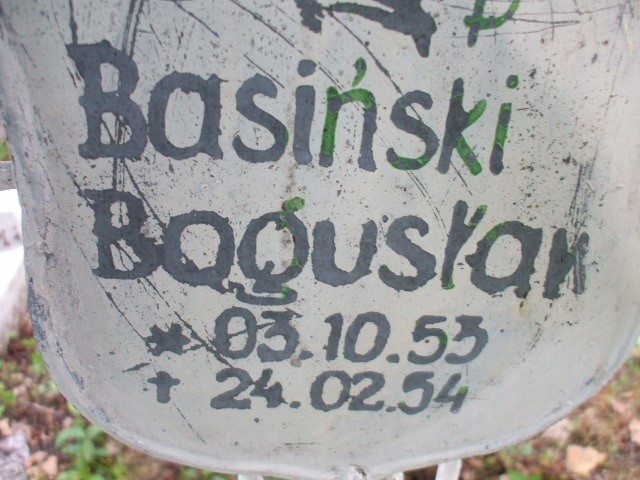 Basiński
Bogusław
* 03.10.53
† 24.02.54